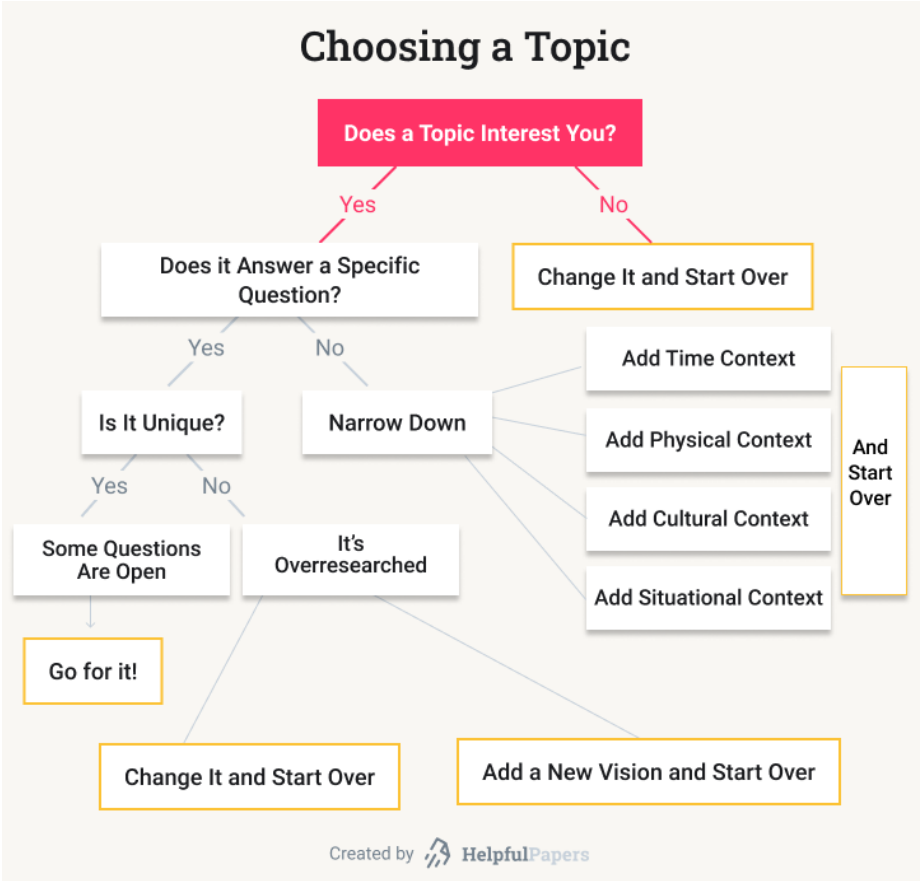 Choosing a Topic
Does a Topic Interest You?
Yes
No
Does it Answer a Specific
Question?
Change It and Start Over
Yes
No
Add Time Context
Is It Unique?
Narrow Down
Add Physical Context
And
Start
Over
Yes
No
Add Cultural Context
Some Questions
Are Open
It's
Overresearched
Add Situational Context
Go for it!
Change It and Start Over
Add a New Vision and Start Over
Created by HelpfulPapers